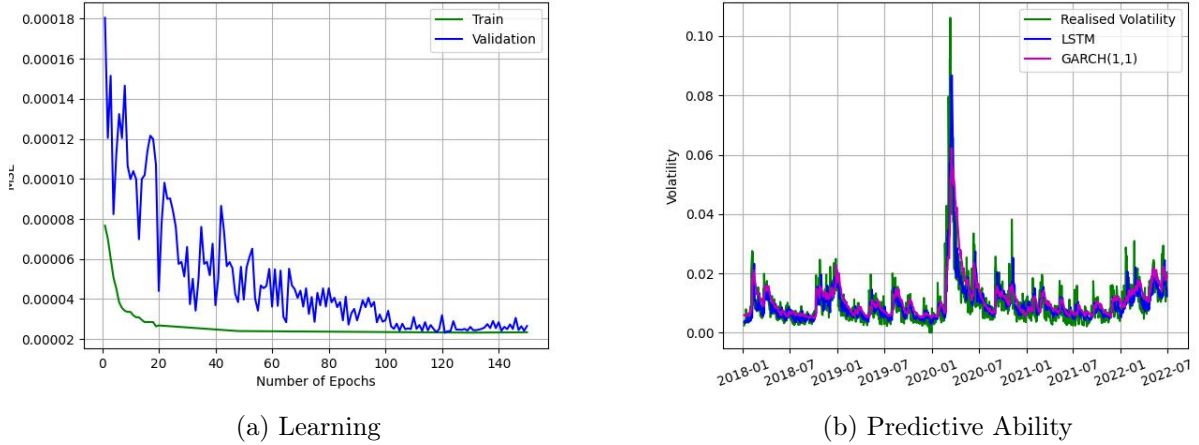 0.00018
0.00016
0.00014
0.00012
0.00010
0.00008
0.00006
0.00004
0.00002
MSE
0 20 40 60 80 100 120 140
Number of Epochs
Train
Validation
(a) Learning
0.10
0.08
0.06
0.04
0.02
0.00
Volatility
2018-01 2018-07 2019-01 2019-07 2020-01 2020-07 2021-01 2021-07 2022-01 2022-07
Realised Volatility
LSTM
GARCH(1,1)
(b) Predictive Ability